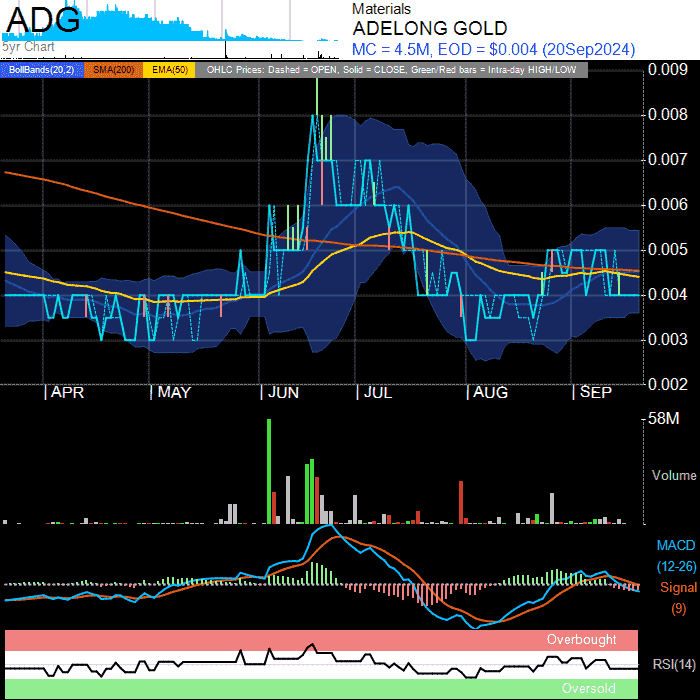 ADG
5yr Chart
Materials
ADELONG GOLD
MC = 4.5M, EOD = $0.004 (20Sep2024)
BollBands(20,2) SMA(200) EMA(50) OHLC Prices: Dashed = OPEN, Solid = CLOSE, Green/Red bars = Intra-day HIGH/LOW
0.009
0.008
0.007
0.006
0.005
0.004
0.003
0.002
APR MAY JUN JUL AUG SEP
58M
Volume
MACD
(12-26)
Signal
(9)
Overbought
RSI(14)
Oversold